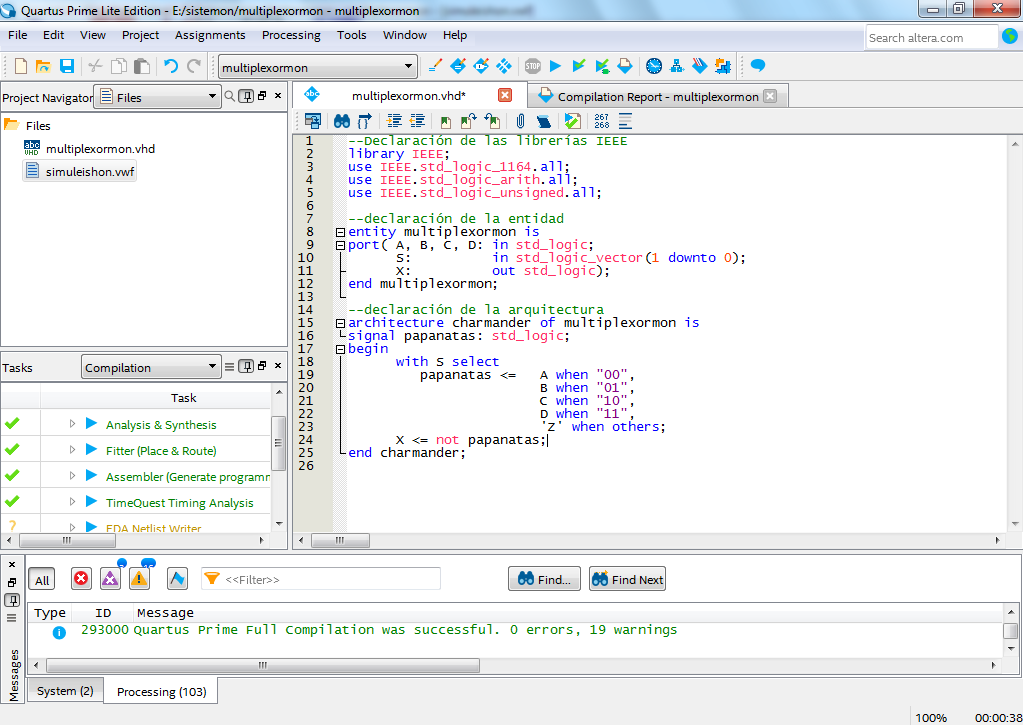 Quartus Prime Lite Edition - E:/sistemon/multiplexormon - multiplexormon
File Edit View Project Assignments Processing Tools Window Help
Search altera.com
multiplexormon
STOP
Project Navigator Files
multiplexormon.vhd*
Compilation Report - multiplexormon
Files
multiplexormon.vhd
simuleishon.vwf
267
268
1 --Declaración de las librerías IEEE
2 library IEEE;
3 use IEEE.std_logic_1164.all;
4 use IEEE.std_logic_arith.all;
5 use IEEE.std_logic_unsigned.all;
6
7 --declaración de la entidad
8 entity multiplexormon is
9 port( A, B, C, D: in std_logic;
10 S: in std_logic_vector(1 downto 0);
11 X: out std_logic);
12 end multiplexormon;
13
14 --declaración de la arquitectura
15 architecture charmander of multiplexormon is
16 signal papanatas: std_logic;
17 begin
18 with S select
19 papanatas <= A when "00",
20 B when "01",
21 C when "10",
22 D when "11",
23 'Z' when others;
24 X <= not papanatas;
25 end charmander;
26
Tasks Compilation
Task
Analysis & Synthesis
Fitter (Place & Route)
Assembler (Generate programm
TimeQuest Timing Analysis
EDA Netlist Writer
All
<<Filter>>
Find...
Find Next
Type ID Message
293000 Quartus Prime Full Compilation was successful. 0 errors, 19 warnings
Messages
System (2) Processing (103)
100% 00:00:38